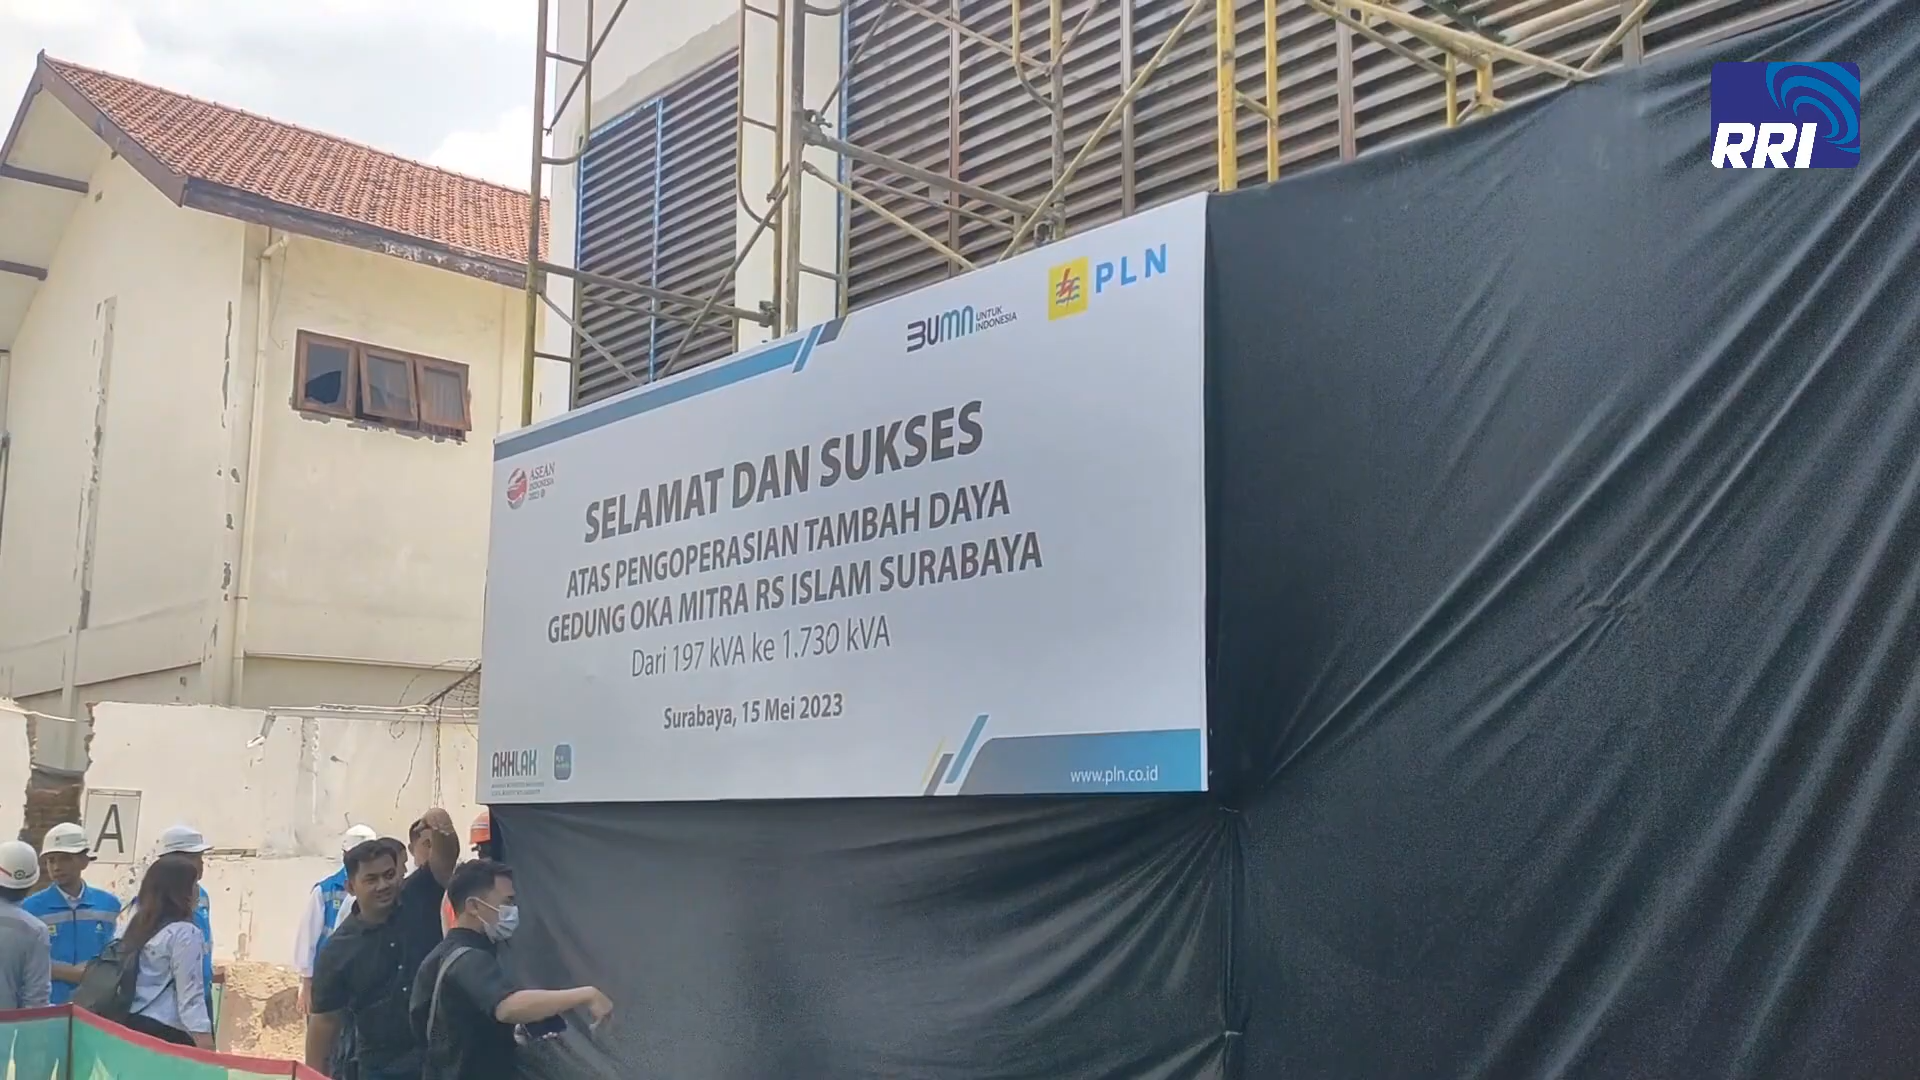 RRI
BUMN UNTUK INDONESIA
PLN
ASEAN
INDONESIA
2023
SELAMAT DAN SUKSES
ATAS PENGOPERASIAN TAMBAH DAYA
GEDUNG OKA MITRA RS ISLAM SURABAYA
Dari 197 kVA ke 1.730 kVA
Surabaya, 15 Mei 2023
AKHLAK
www.pln.co.id
A